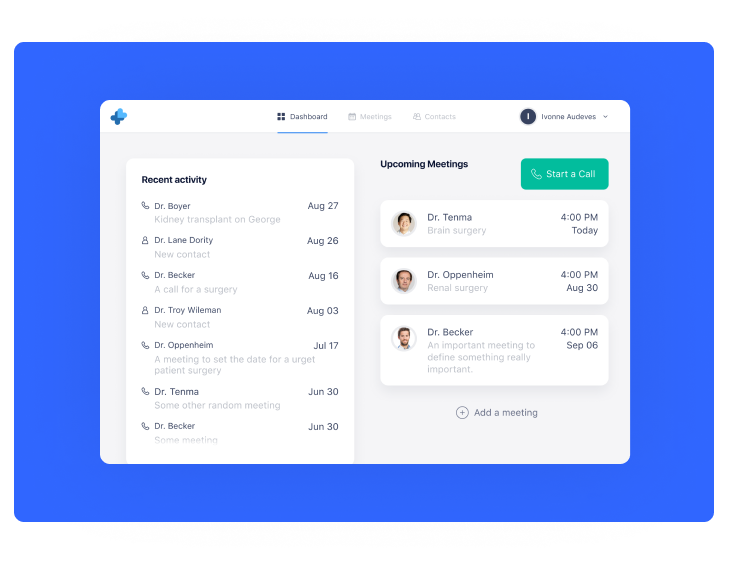 Dashboard Meetings Contacts I Ivonne Audeves
Recent activity
Dr. Boyer Aug 27
Kidney transplant on George
Dr. Lane Dority Aug 26
New contact
Dr. Becker Aug 16
A call for a surgery
Dr. Troy Wileman Aug 03
New contact
Dr. Oppenheim Jul 17
A meeting to set the date for a urget
patient surgery
Dr. Tenma Jun 30
Some other random meeting
Dr. Becker Jun 30
Some meeting
Upcoming Meetings
Start a Call
Dr. Tenma 4:00 PM
Brain surgery Today
Dr. Oppenheim 4:00 PM
Renal surgery Aug 30
Dr. Becker 4:00 PM
An important meeting to Sep 06
define something really
important.
Add a meeting